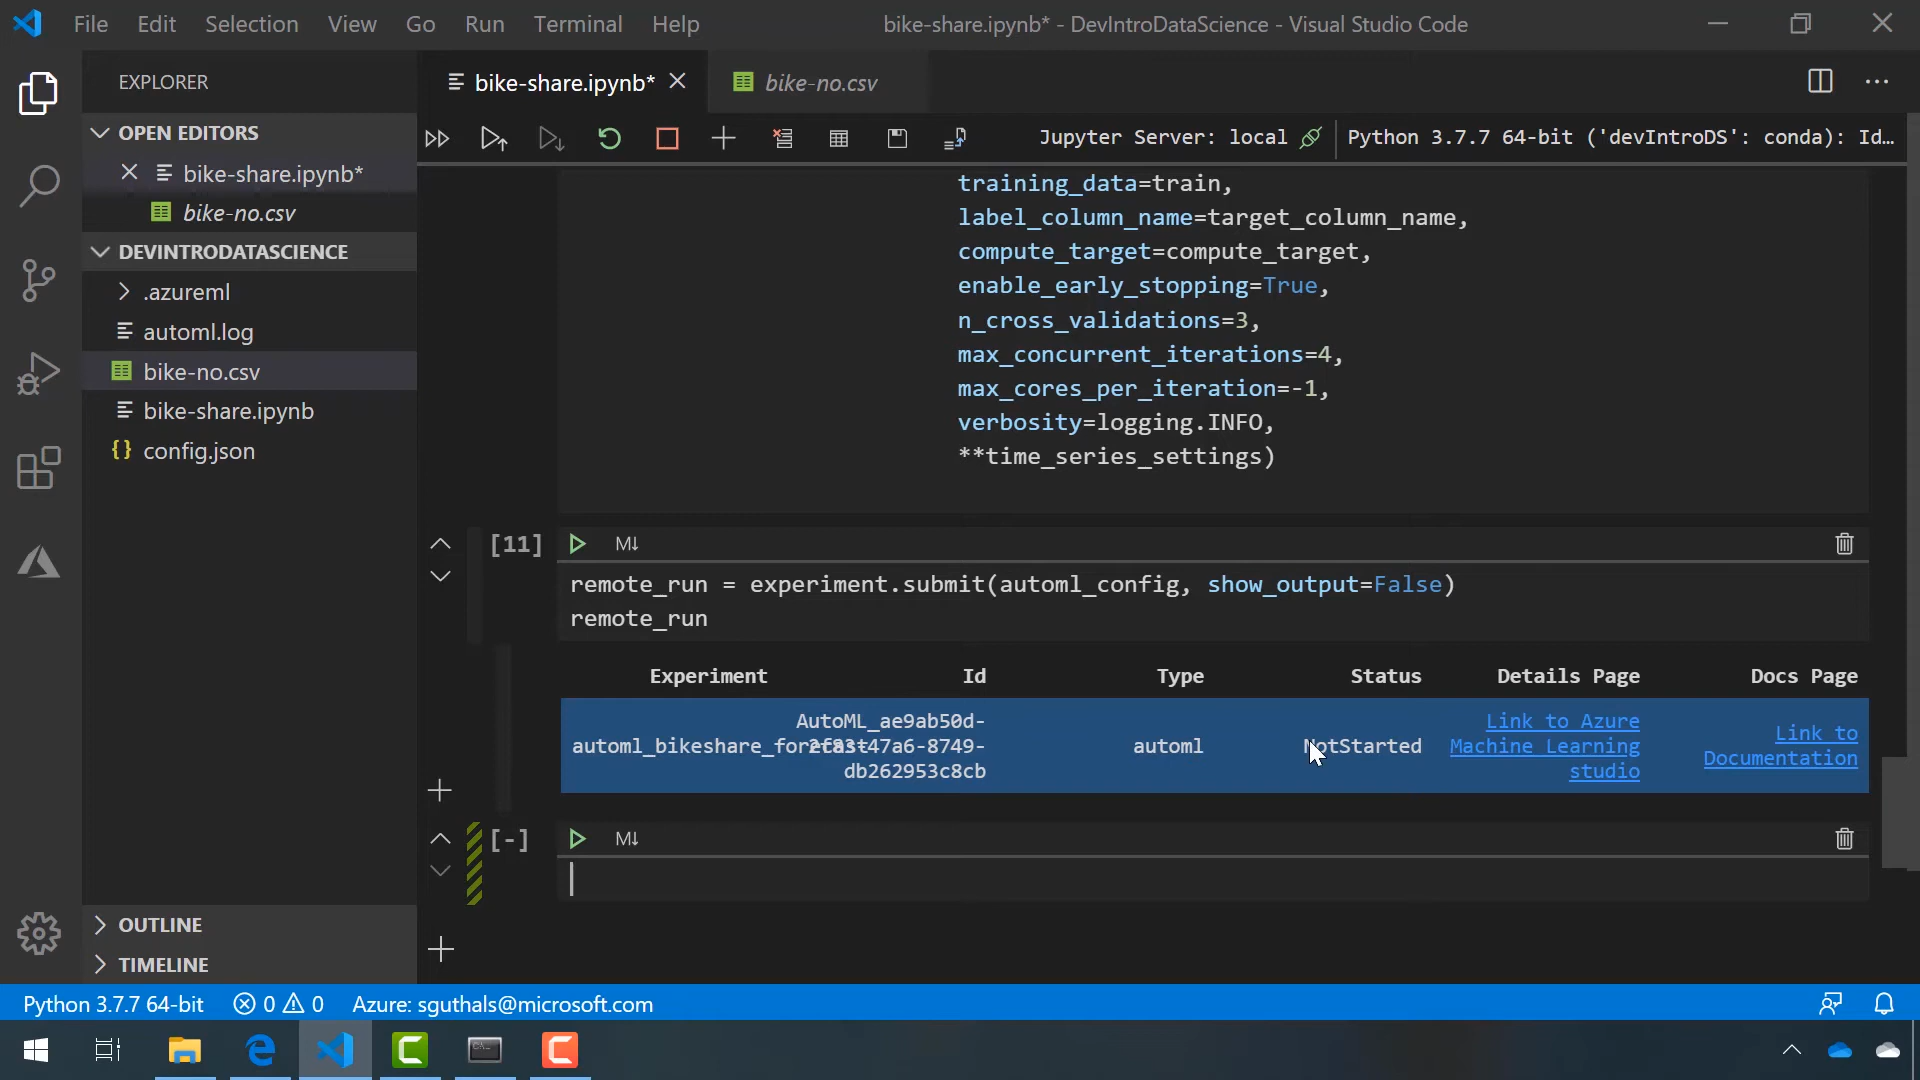 File Edit Selection View Go Run Terminal Help
bike-share.ipynb* - DevIntroDataScience - Visual Studio Code
EXPLORER
OPEN EDITORS
bike-share.ipynb*
bike-no.csv
DEVINTRODATASCIENCE
.azureml
automl.log
bike-no.csv
bike-share.ipynb
config.json
OUTLINE
TIMELINE
bike-share.ipynb*
bike-no.csv
Jupyter Server: local
Python 3.7.7 64-bit ('devIntroDS': conda): Id...
training_data=train,
label_column_name=target_column_name,
compute_target=compute_target,
enable_early_stopping=True,
n_cross_validations=3,
max_concurrent_iterations=4,
max_cores_per_iteration=-1,
verbosity=logging.INFO,
**time_series_settings)
[11]
M↓
remote_run = experiment.submit(automl_config, show_output=False)
remote_run
Experiment Id Type Status Details Page Docs Page
automl_bikeshare_forecast
AutoML_ae9ab50d-
47a6-8749-
db262953c8cb
automl
NotStarted
Link to Azure
Machine Learning
studio
Link to
Documentation
[-]
M↓
Python 3.7.7 64-bit
0
0
Azure: sguthals@microsoft.com